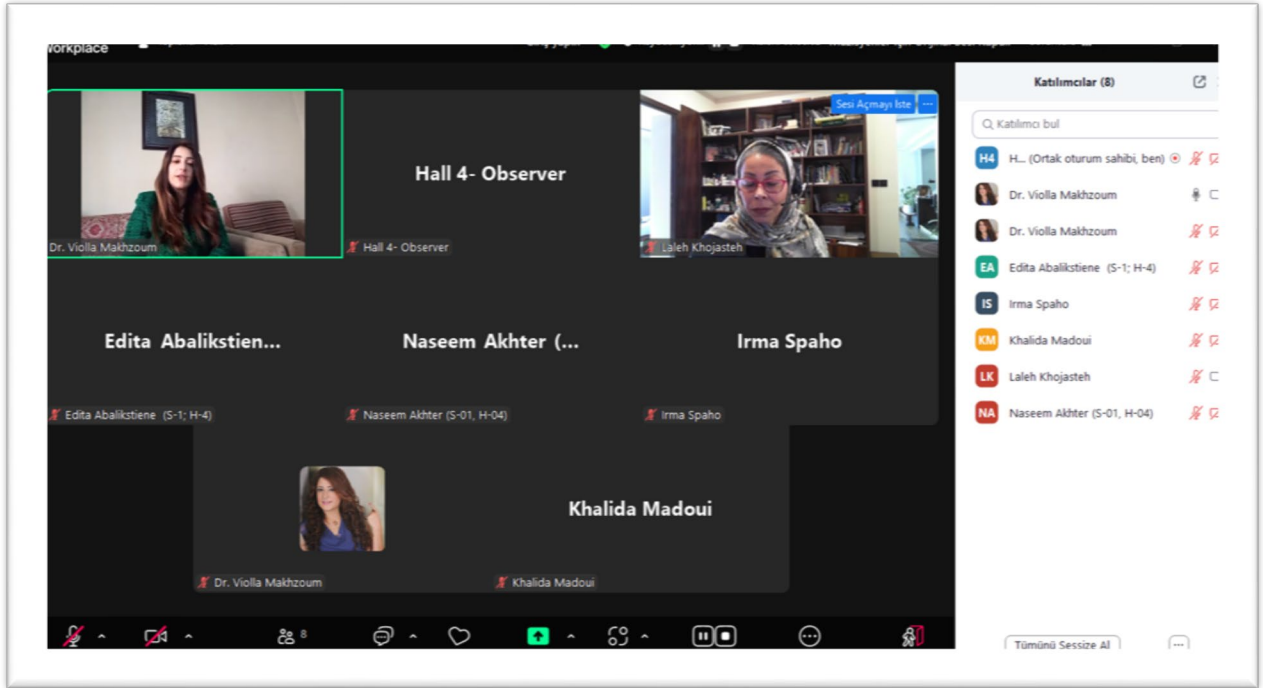 Workplace
Katılımcılar (8)
Sesi Açmayı İste
Katılımcı bul
Hall 4- Observer
H4 H... (Ortak oturum sahibi, ben)
Dr. Violla Makhzoum
Dr. Violla Makhzoum
Hall 4- Observer
Laleh Khojasteh
Dr. Violla Makhzoum
EA Edita Abalikstiene (S-1; H-4)
IS Irma Spaho
Edita Abalikstien...
Naseem Akhter (...
Irma Spaho
KM Khalida Madoui
LK Laleh Khojasteh
Edita Abalikstiene (S-1; H-4)
Naseem Akhter (S-01, H-04)
Irma Spaho
NA Naseem Akhter (S-01, H-04)
Khalida Madoui
Dr. Violla Makhzoum
Khalida Madoui
8
Tümünü Sessize Al